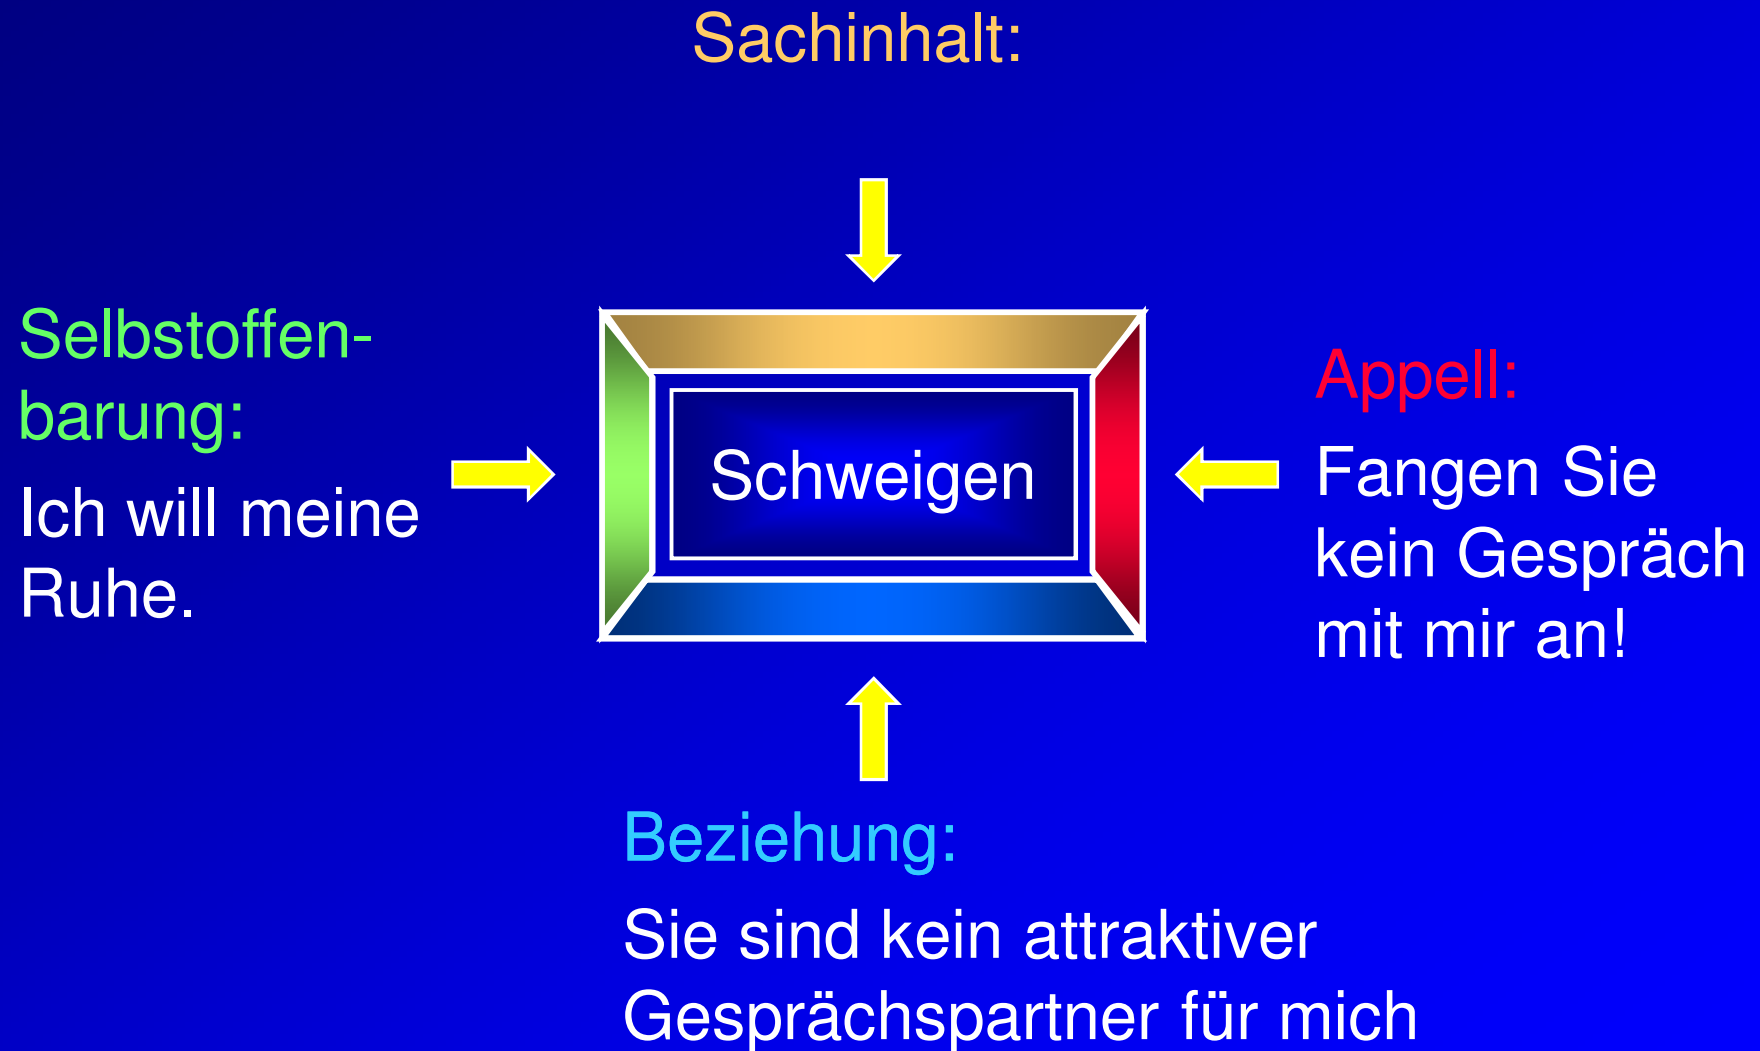 Sachinhalt:
Selbstoffen-
barung:
Ich will meine
Ruhe.
Schweigen
Appell:
Fangen Sie
kein Gespräch
mit mir an!
Beziehung:
Sie sind kein attraktiver
Gesprächspartner für mich